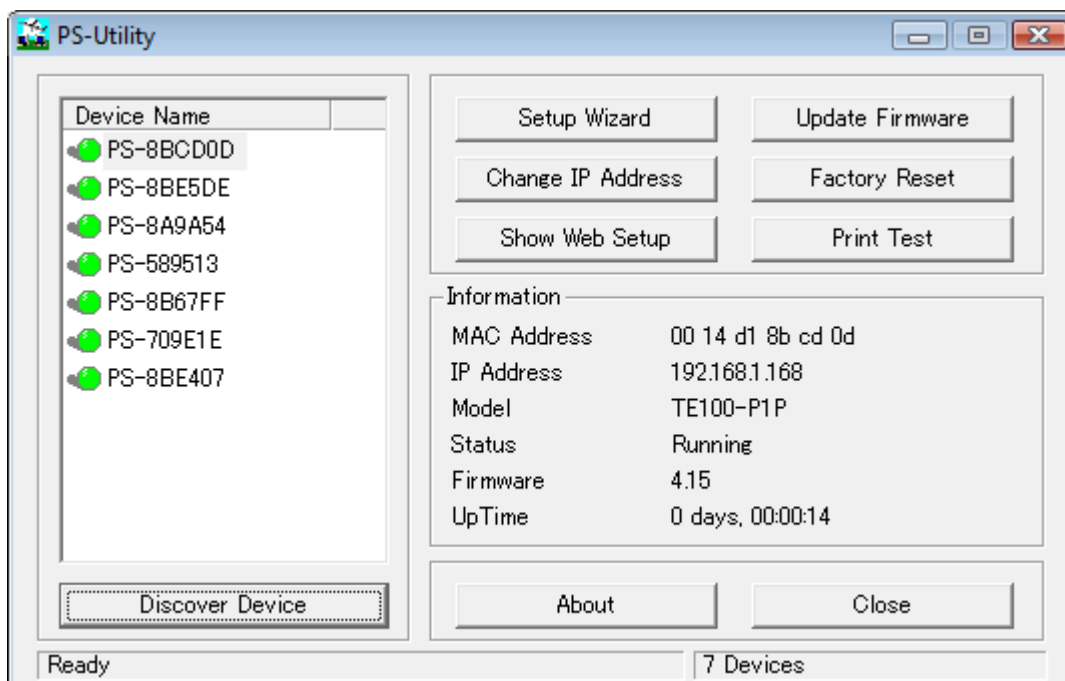 PS-Utility
Device Name
PS-8BCD0D
PS-8BE5DE
PS-8A9A54
PS-589513
PS-8B67FF
PS-709E1E
PS-8BE407
Discover Device
Setup Wizard
Update Firmware
Change IP Address
Factory Reset
Show Web Setup
Print Test
Information
MAC Address 00 14 d1 8b cd 0d
IP Address 192.168.1.168
Model TE100-P1P
Status Running
Firmware 4.15
UpTime 0 days, 00:00:14
About
Close
Ready
7 Devices